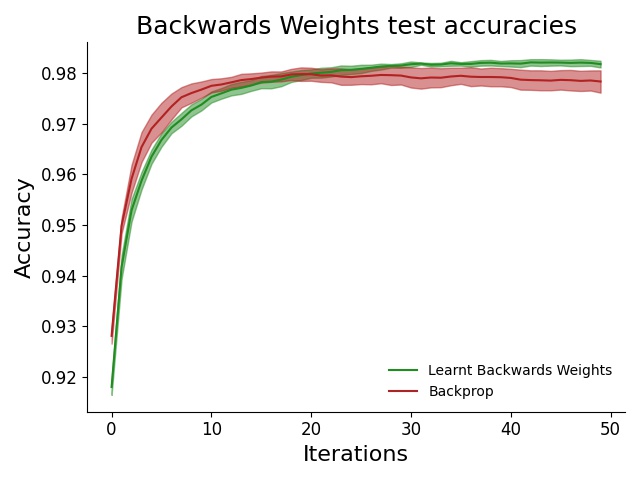 Backwards Weights test accuracies
Accuracy
0.98
0.97
0.96
0.95
0.94
0.93
0.92
Learnt Backwards Weights
Backprop
0 10 20 30 40 50
Iterations